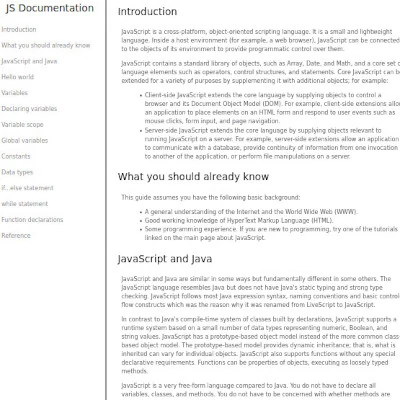 JS Documentation
Introduction
What you should already know
JavaScript and Java
Hello world
Variables
Declaring variables
Variable scope
Global variables
Constants
Data types
if...else statement
while statement
Function declarations
Reference
Introduction
JavaScript is a cross-platform, object-oriented scripting language. It is a small and lightweight
language. Inside a host environment (for example, a web browser), JavaScript can be connected
to the objects of its environment to provide programmatic control over them.
JavaScript contains a standard library of objects, such as Array, Date, and Math, and a core set o
language elements such as operators, control structures, and statements. Core JavaScript can b
extended for a variety of purposes by supplementing it with additional objects; for example:
• Client-side JavaScript extends the core language by supplying objects to control a
browser and its Document Object Model (DOM). For example, client-side extensions allo
an application to place elements on an HTML form and respond to user events such as
mouse clicks, form input, and page navigation.
• Server-side JavaScript extends the core language by supplying objects relevant to
running JavaScript on a server. For example, server-side extensions allow an application
to communicate with a database, provide continuity of information from one invocation
to another of the application, or perform file manipulations on a server.
What you should already know
This guide assumes you have the following basic background:
• A general understanding of the Internet and the World Wide Web (WWW).
• Good working knowledge of HyperText Markup Language (HTML).
• Some programming experience. If you are new to programming, try one of the tutorials
linked on the main page about JavaScript.
JavaScript and Java
JavaScript and Java are similar in some ways but fundamentally different in some others. The
JavaScript language resembles Java but does not have Java's static typing and strong type
checking. JavaScript follows most Java expression syntax, naming conventions and basic control
flow constructs which was the reason why it was renamed from LiveScript to JavaScript.
In contrast to Java's compile-time system of classes built by declarations, JavaScript supports a
runtime system based on a small number of data types representing numeric, Boolean, and
string values. JavaScript has a prototype-based object model instead of the more common class
based object model. The prototype-based model provides dynamic inheritance; that is, what is
inherited can vary for individual objects. JavaScript also supports functions without any special
declarative requirements. Functions can be properties of objects, executing as loosely typed
methods.
JavaScript is a very free-form language compared to Java. You do not have to declare all
variables, classes, and methods. You do not have to be concerned with whether methods are